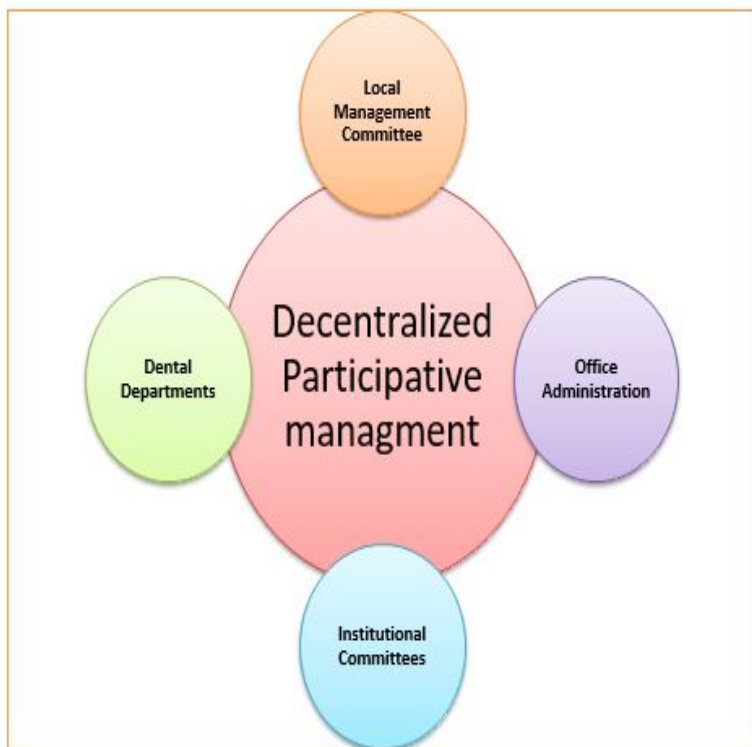 Local
Management
Committee
Decentralized
Participative
managment
Dental
Departments
Office
Administration
Institutional
Committees